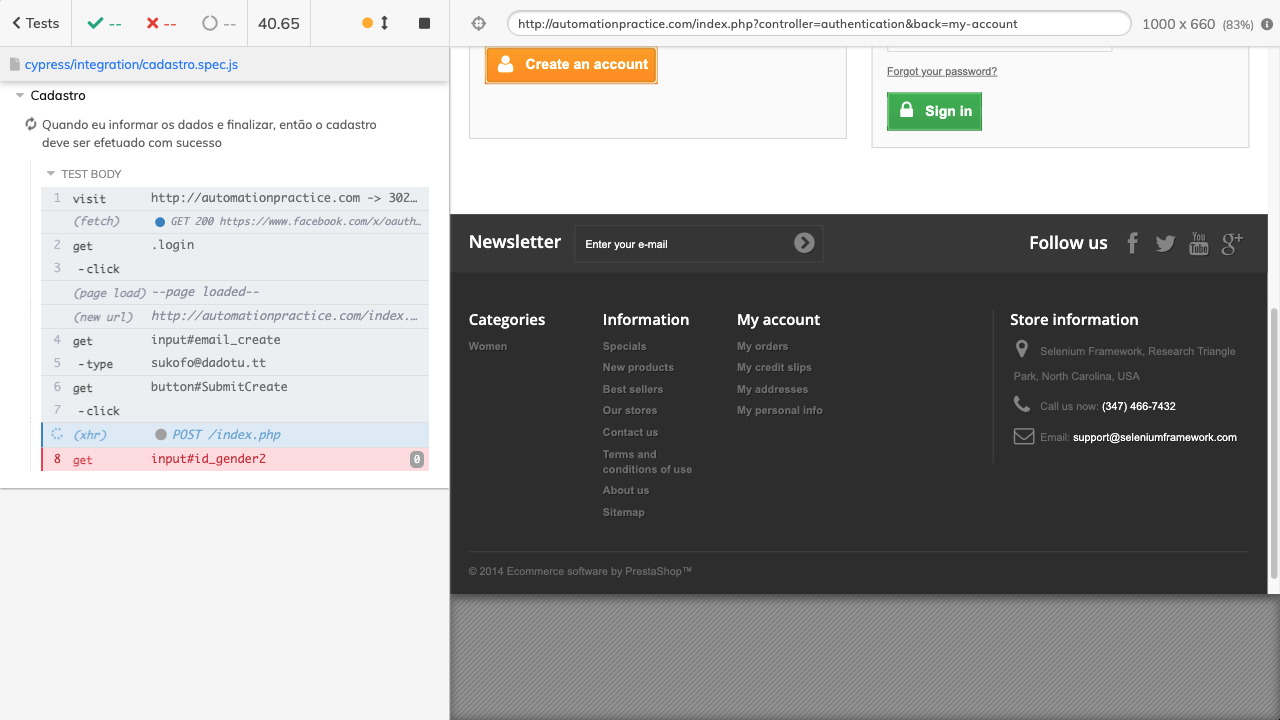 Tests
--
--
--
40.65
http://automationpractice.com/index.php?controller=authentication&back=my-account
1000 x 660 (83%)
cypress/integration/cadastro.spec.js
Cadastro
Quando eu informar os dados e finalizar, então o cadastro
deve ser efetuado com sucesso
TEST BODY
1 visit http://automationpractice.com -> 302…
(fetch) GET 200 https://www.facebook.com/x/oauth…
2 get .login
3 -click
(page load) --page loaded--
(new url) http://automationpractice.com/index.…
4 get input#email_create
5 -type sukofo@dadotu.tt
6 get button#SubmitCreate
7 -click
(xhr) POST /index.php
8 get input#id_gender2 0
Create an account
Forgot your password?
Sign in
Newsletter
Enter your e-mail
Follow us
You
Tube
g+
Categories
Women
Information
Specials
New products
Best sellers
Our stores
Contact us
Terms and
conditions of use
About us
Sitemap
My account
My orders
My credit slips
My addresses
My personal info
Store information
Selenium Framework, Research Triangle
Park, North Carolina, USA
Call us now: (347) 466-7432
Email: support@seleniumframework.com
© 2014 Ecommerce software by PrestaShop™